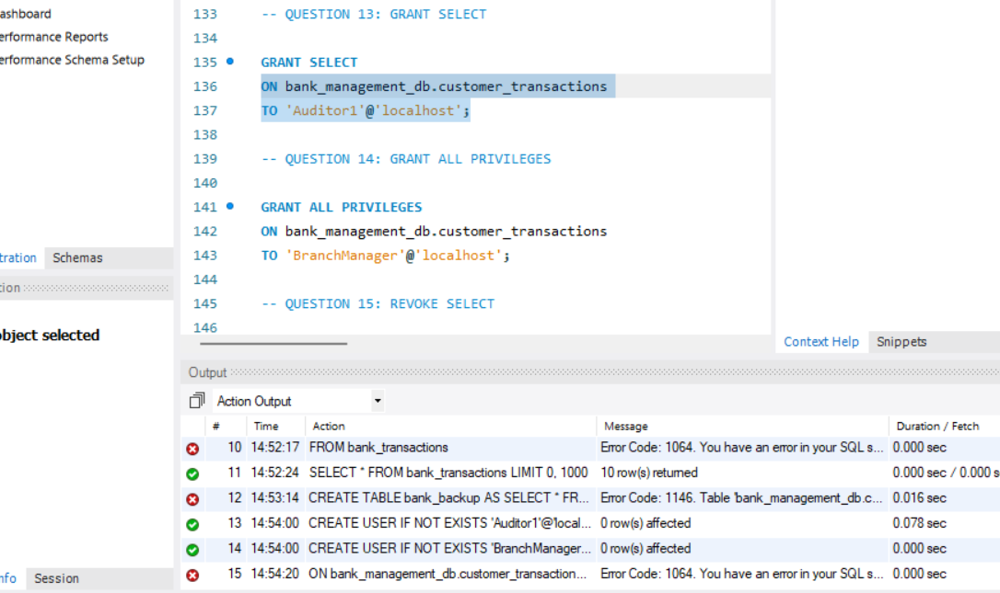 ashboard
erformance Reports
erformance Schema Setup
tration Schemas
tion
object selected
nfo Session
133 -- QUESTION 13: GRANT SELECT
134
135 GRANT SELECT
136 ON bank_management_db.customer_transactions
137 TO 'Auditor1'@'localhost';
138
139 -- QUESTION 14: GRANT ALL PRIVILEGES
140
141 GRANT ALL PRIVILEGES
142 ON bank_management_db.customer_transactions
143 TO 'BranchManager'@'localhost';
144
145 -- QUESTION 15: REVOKE SELECT
146
Context Help Snippets
Output
Action Output
# Time Action Message Duration / Fetch
10 14:52:17 FROM bank_transactions Error Code: 1064. You have an error in your SQL s... 0.000 sec
11 14:52:24 SELECT * FROM bank_transactions LIMIT 0, 1000 10 row(s) returned 0.000 sec / 0.000 s
12 14:53:14 CREATE TABLE bank_backup AS SELECT * FR... Error Code: 1146. Table 'bank_management_db.c... 0.016 sec
13 14:54:00 CREATE USER IF NOT EXISTS 'Auditor1'@'local... 0 row(s) affected 0.078 sec
14 14:54:00 CREATE USER IF NOT EXISTS 'BranchManager... 0 row(s) affected 0.000 sec
15 14:54:20 ON bank_management_db.customer_transaction... Error Code: 1064. You have an error in your SQL s... 0.000 sec